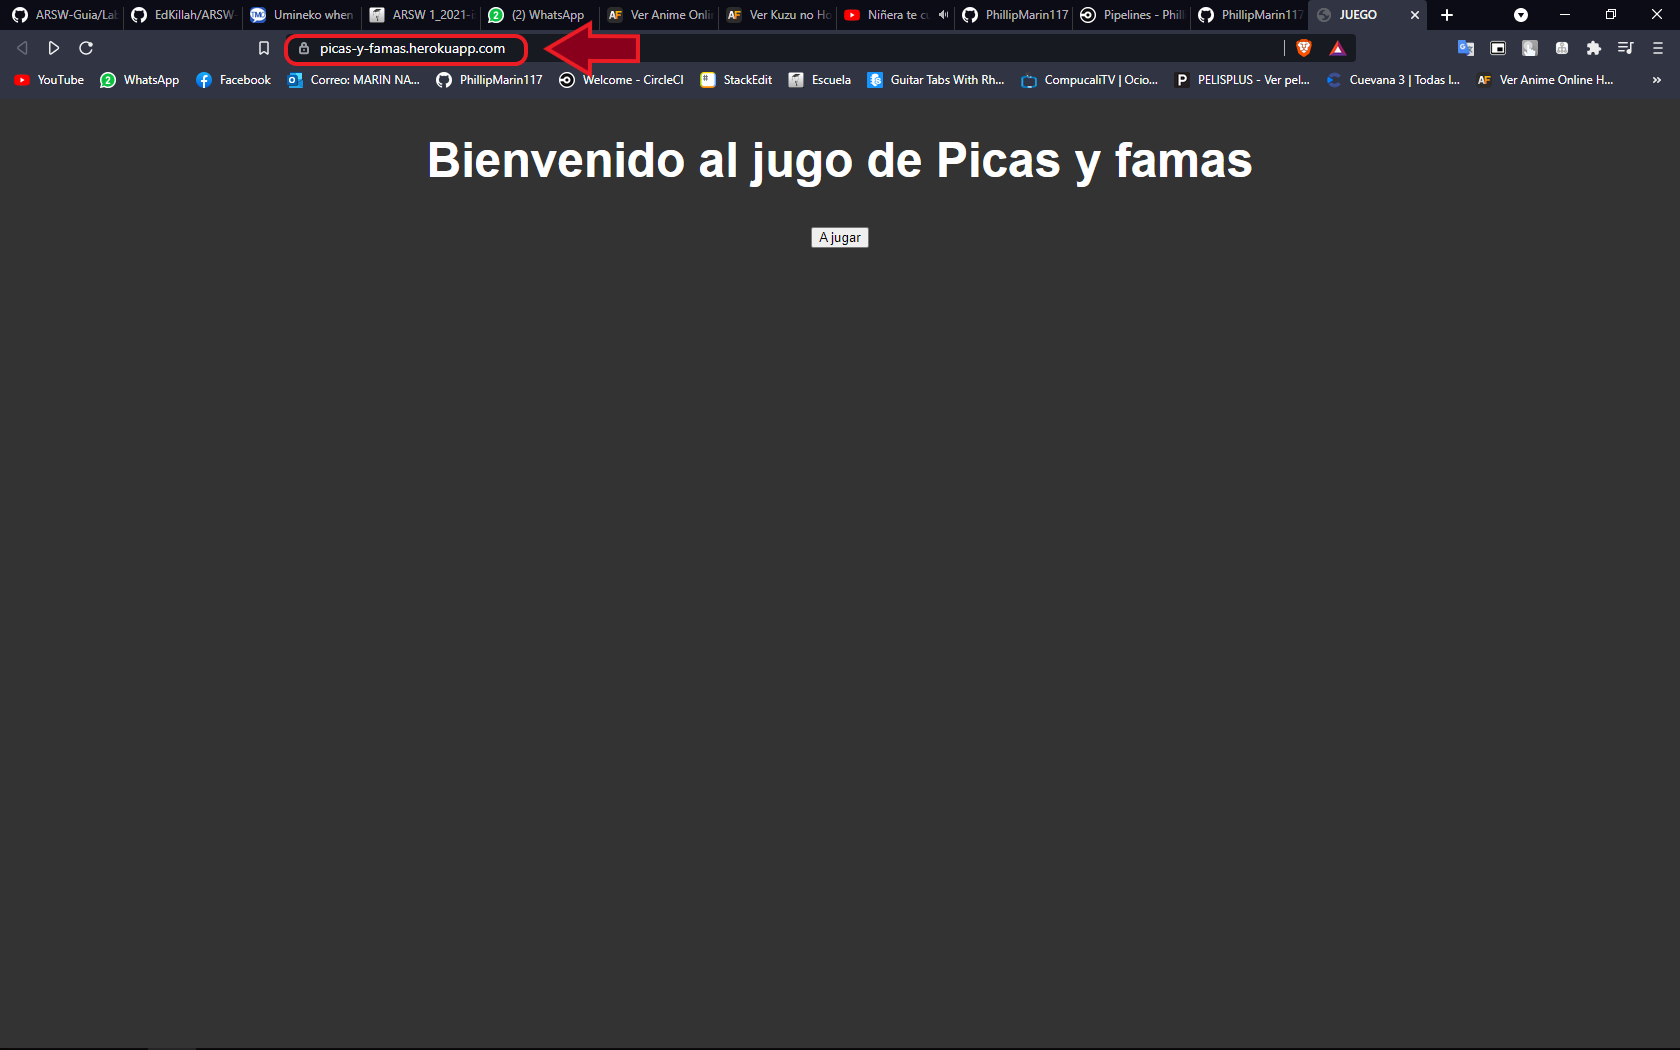 ARSW-Guia/Lab
EdKillah/ARSW-
Umineko when
ARSW 1_2021-i
(2) WhatsApp
Ver Anime Onli
Ver Kuzu no Ho
Niñera te c
PhillipMarin117
Pipelines - Phill
PhillipMarin117
JUEGO
picas-y-famas.herokuapp.com
YouTube
WhatsApp
Facebook
Correo: MARIN NA...
PhillipMarin117
Welcome - CircleCI
StackEdit
Escuela
Guitar Tabs With Rh...
CompucaliTV | Ocio...
PELISPLUS - Ver pel...
Cuevana 3 | Todas l...
Ver Anime Online H...
Bienvenido al jugo de Picas y famas
A jugar